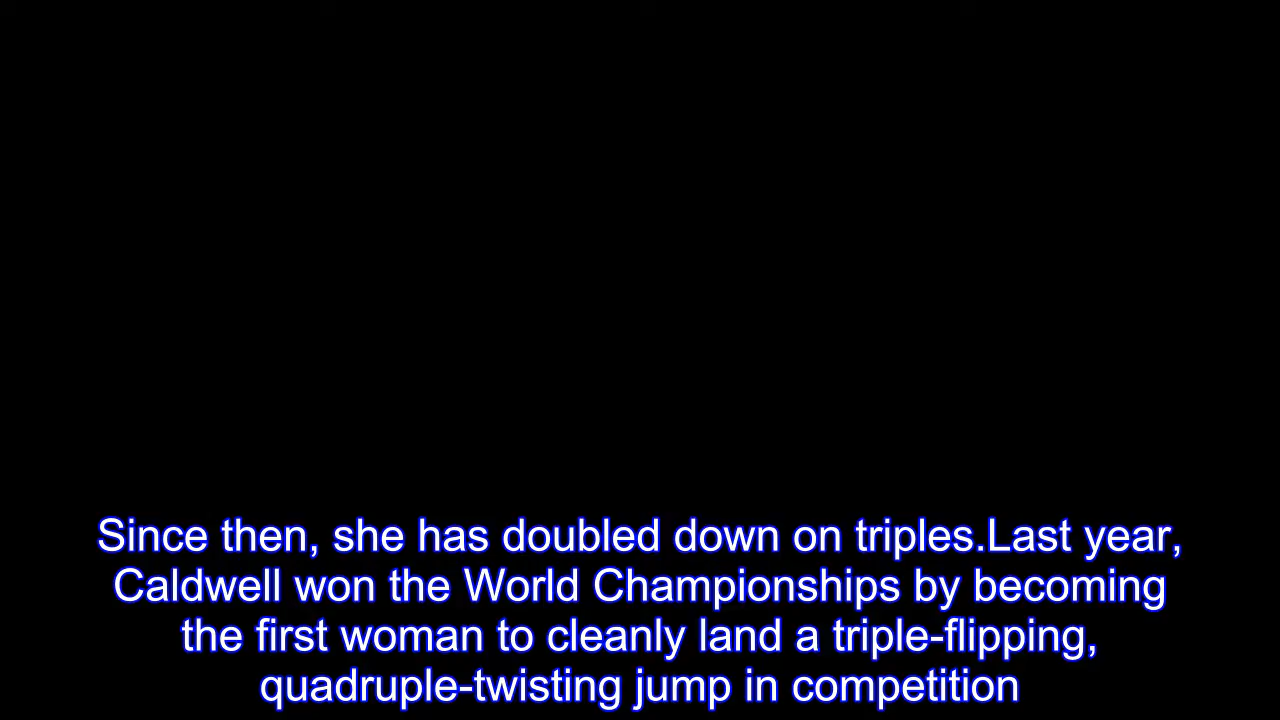 Since then, she has doubled down on triples.Last year,
Caldwell won the World Championships by becoming
the first woman to cleanly land a triple-flipping,
quadruple-twisting jump in competition